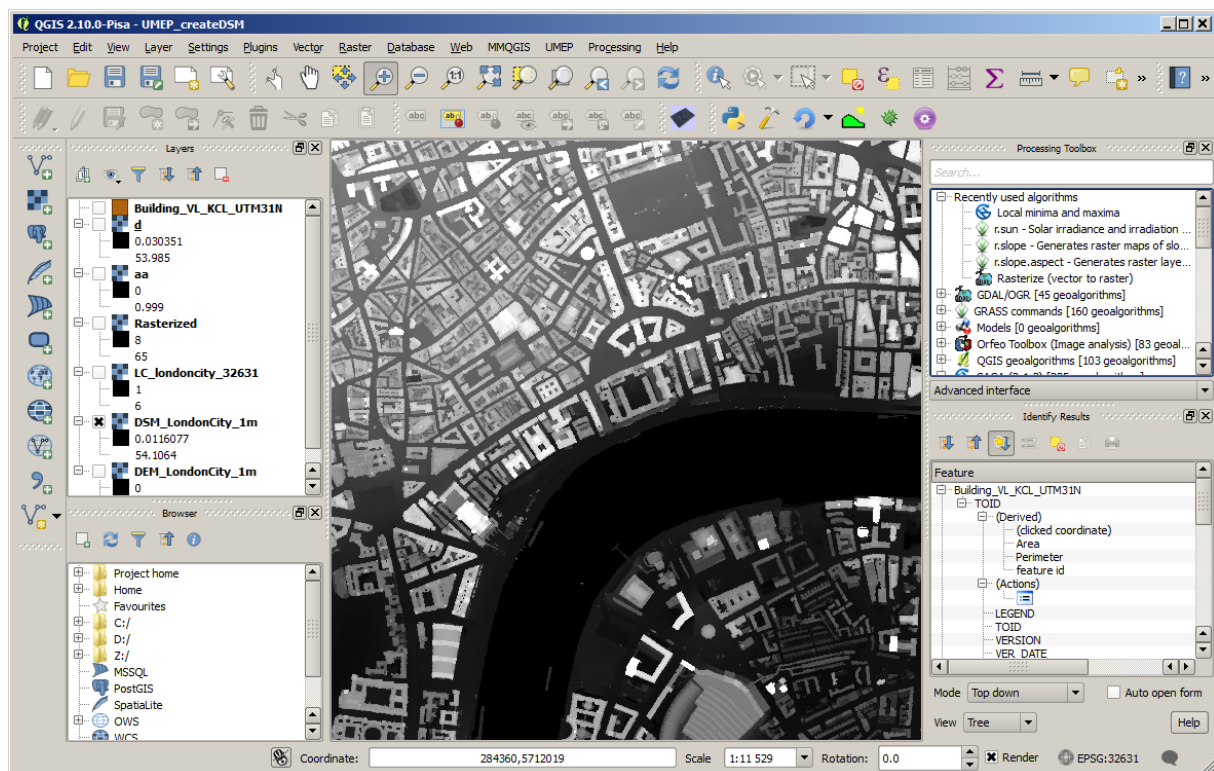 QGIS 2.10.0-Pisa - UMEP_createDSM
Project Edit View Layer Settings Plugins Vector Raster Database Web MMQGIS UMEP Processing Help
Layers
Building_VL_KCL_UTM31N
d
0.030351
53.985
aa
0
0.999
Rasterized
8
65
LC_londoncity_32631
1
6
DSM_LondonCity_1m
0.0116077
54.1064
DEM_LondonCity_1m
0
Browser
Project home
Home
Favourites
C:/
D:/
Z:/
MSSQL
PostGIS
SpatiaLite
OWS
WCS
Processing Toolbox
Search...
Recently used algorithms
Local minima and maxima
r.sun - Solar irradiance and irradiation ...
r.slope - Generates raster maps of slo...
r.slope.aspect - Generates raster laye...
Rasterize (vector to raster)
GDAL/OGR [45 geoalgorithms]
GRASS commands [160 geoalgorithms]
Models [0 geoalgorithms]
Orfeo Toolbox (Image analysis) [83 geoal...
QGIS geoalgorithms [103 geoalgorithms]
Advanced interface
Identify Results
Feature
Building_VL_KCL_UTM31N
TOID
(Derived)
(clicked coordinate)
Area
Perimeter
feature id
(Actions)
LEGEND
TOID
VERSION
VER_DATE
Mode Top down Auto open form
View Tree Help
Coordinate: 284360,5712019 Scale 1:11 529 Rotation: 0.0 Render EPSG:32631